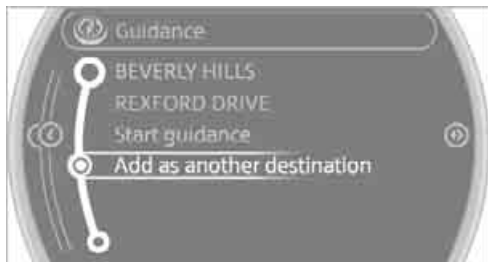 Guidance
BEVERLY HILLS
REXFORD DRIVE
Start guidance
Add as another destination